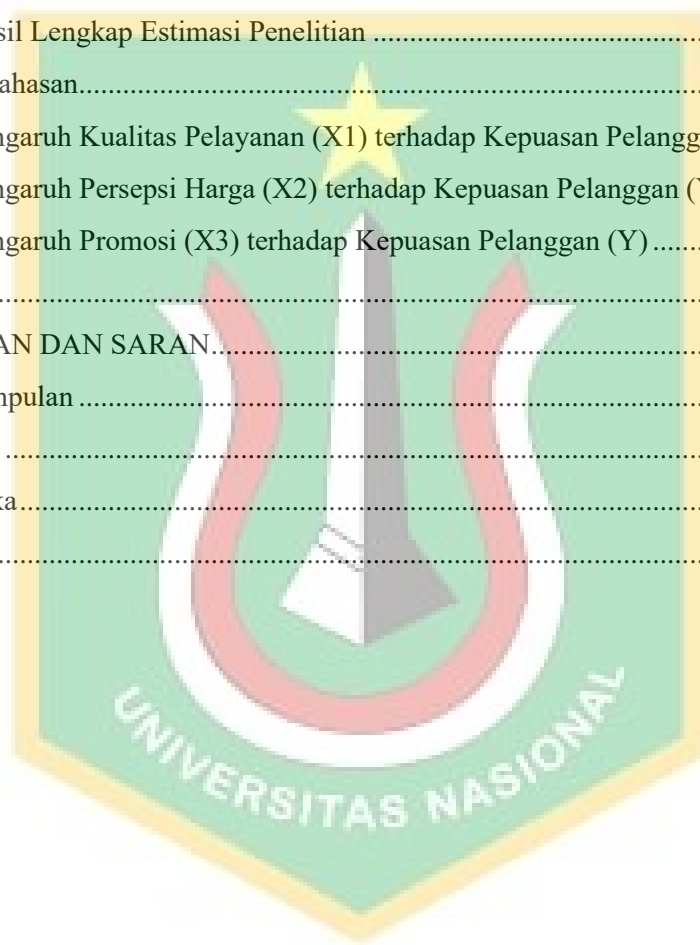 sil Lengkap Estimasi Penelitian ...............................................
ahasan.....................................................................................
ngaruh Kualitas Pelayanan (X1) terhadap Kepuasan Pelangg
ngaruh Persepsi Harga (X2) terhadap Kepuasan Pelanggan (Y
ngaruh Promosi (X3) terhadap Kepuasan Pelanggan (Y) .......
................................................................................................
AN DAN SARAN...................................................................
mpulan .....................................................................................
................................................................................................
ka..............................................................................................
................................................................................................
UNIVERSITAS NASIONAL